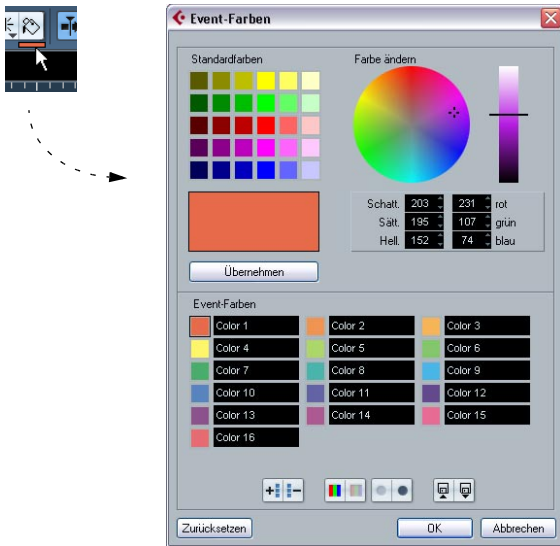 Event-Farben
Standardfarben
Farbe ändern
Schatt. 203 231 rot
Sätt. 195 107 grün
Hell. 152 74 blau
Übernehmen
Event-Farben
Color 1 Color 2 Color 3
Color 4 Color 5 Color 6
Color 7 Color 8 Color 9
Color 10 Color 11 Color 12
Color 13 Color 14 Color 15
Color 16
Zurücksetzen OK Abbrechen